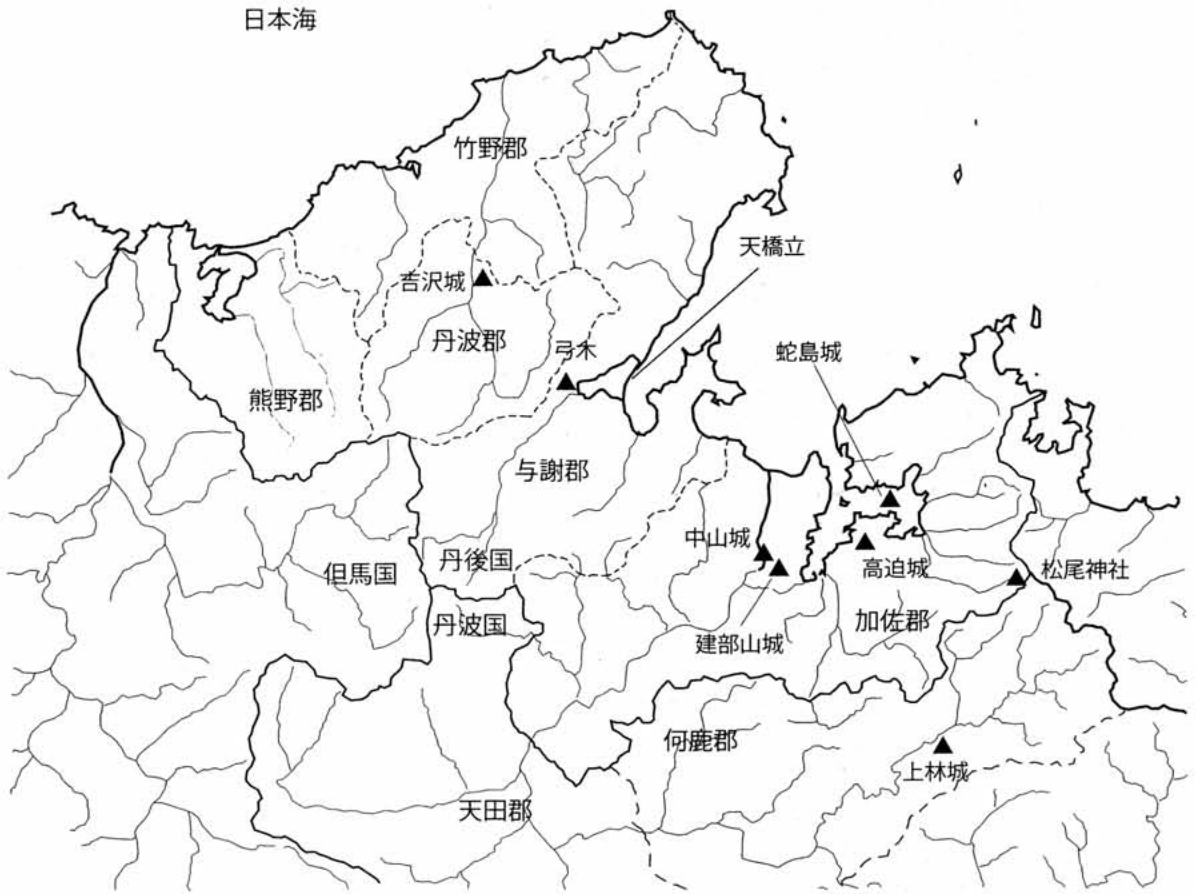 日本海
竹野郡
天橋立
吉沢城
丹波郡
弓木
蛇島城
熊野郡
与謝郡
中山城
丹後国
高迫城
松尾神社
但馬国
丹波国
加佐郡
建部山城
何鹿郡
上林城
天田郡